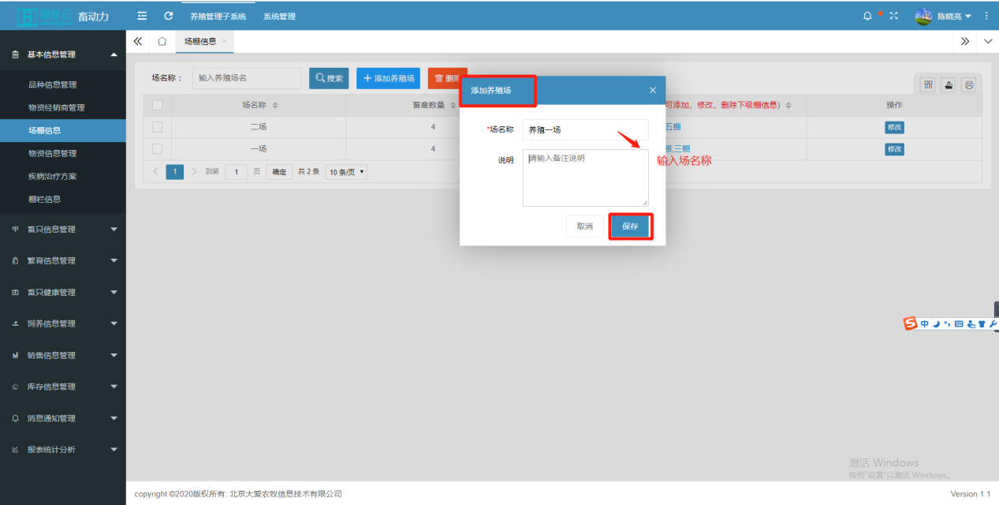 爱牧云 畜动力
养殖管理子系统 系统管理 陈晓亮
场棚信息
基本信息管理
品种信息管理
物资经销商管理
场棚信息
物资信息管理
疾病治疗方案
棚栏信息
畜只信息管理
繁育信息管理
畜只健康管理
饲养信息管理
销售信息管理
库存信息管理
消息通知管理
报表统计分析
场名称： 输入养殖场名 搜索 添加养殖场 删除
场名称 畜禽数量 可添加、修改、删除下级棚信息) 操作
二场 4 五棚 修改
一场 4 棚,三棚 修改
1 到第 1 页 确定 共 2 条 10 条/页
添加养殖场
*场名称 养殖一场
说明 请输入备注说明
输入场名称
取消 保存
中
激活 Windows
转到"设置"以激活 Windows。
copyright ©2020版权所有: 北京大爱农牧信息技术有限公司 Version 1.1